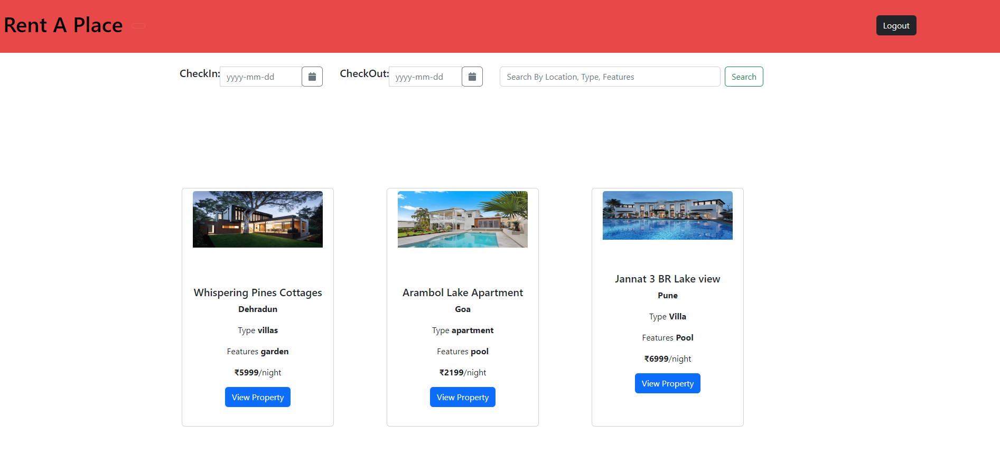 Rent A Place
Logout
CheckIn:
yyyy-mm-dd
CheckOut:
yyyy-mm-dd
Search By Location, Type, Features
Search
Whispering Pines Cottages
Dehradun
Type villas
Features garden
₹5999/night
View Property
Arambol Lake Apartment
Goa
Type apartment
Features pool
₹2199/night
View Property
Jannat 3 BR Lake view
Pune
Type Villa
Features Pool
₹6999/night
View Property